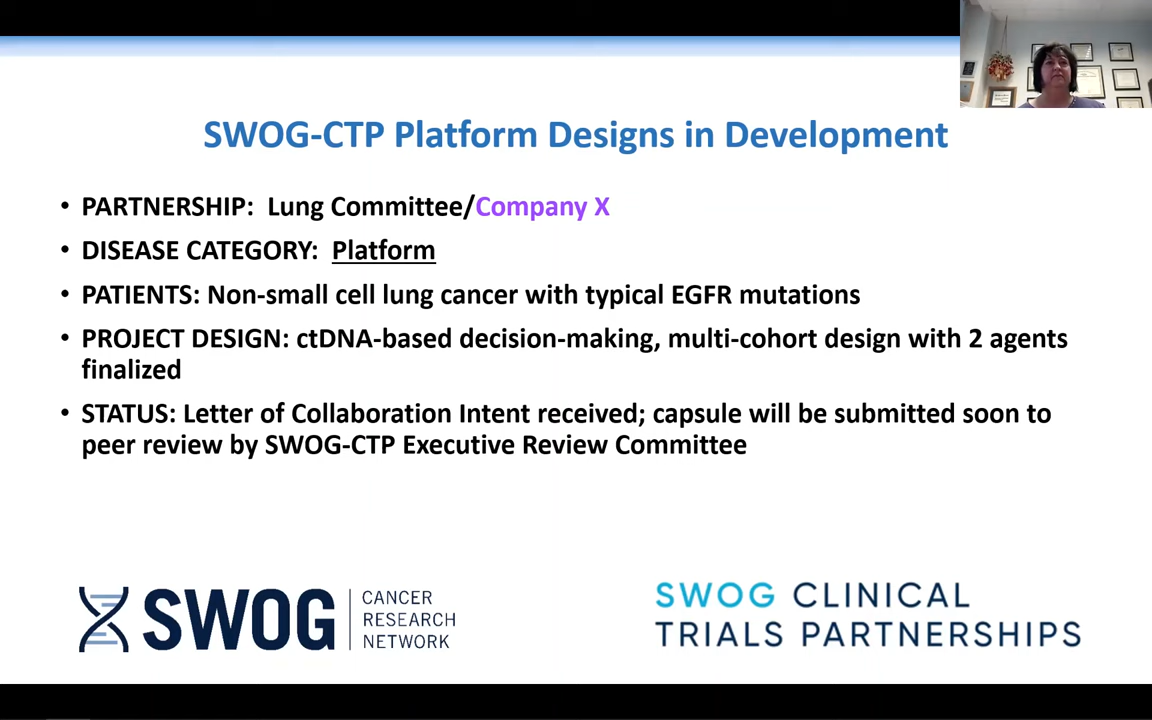 SWOG-CTP Platform Designs in Development
• PARTNERSHIP: Lung Committee/Company X
• DISEASE CATEGORY: Platform
• PATIENTS: Non-small cell lung cancer with typical EGFR mutations
• PROJECT DESIGN: ctDNA-based decision-making, multi-cohort design with 2 agents
finalized
• STATUS: Letter of Collaboration Intent received; capsule will be submitted soon to
peer review by SWOG-CTP Executive Review Committee
SWOG
CANCER
RESEARCH
NETWORK
SWOG CLINICAL
TRIALS PARTNERSHIPS